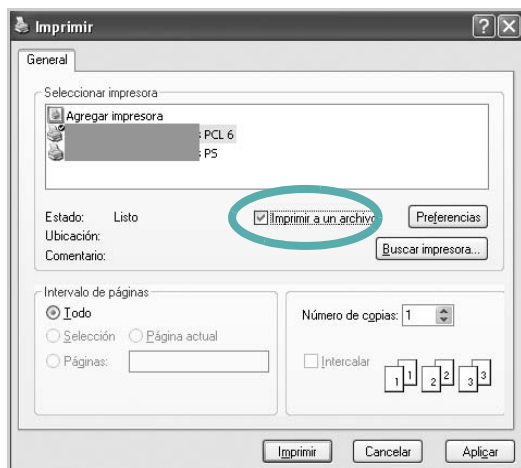 Imprimir
General
Seleccionar impresora
Agregar impresora
PCL 6
PS
Estado: Listo
Imprimir a un archivo
Preferencias
Ubicación:
Comentario:
Buscar impresora...
Intervalo de páginas
Todo
Selección Página actual
Páginas:
Número de copias: 1
Intercalar
1 1 2 2 3 3
Imprimir Cancelar Aplicar